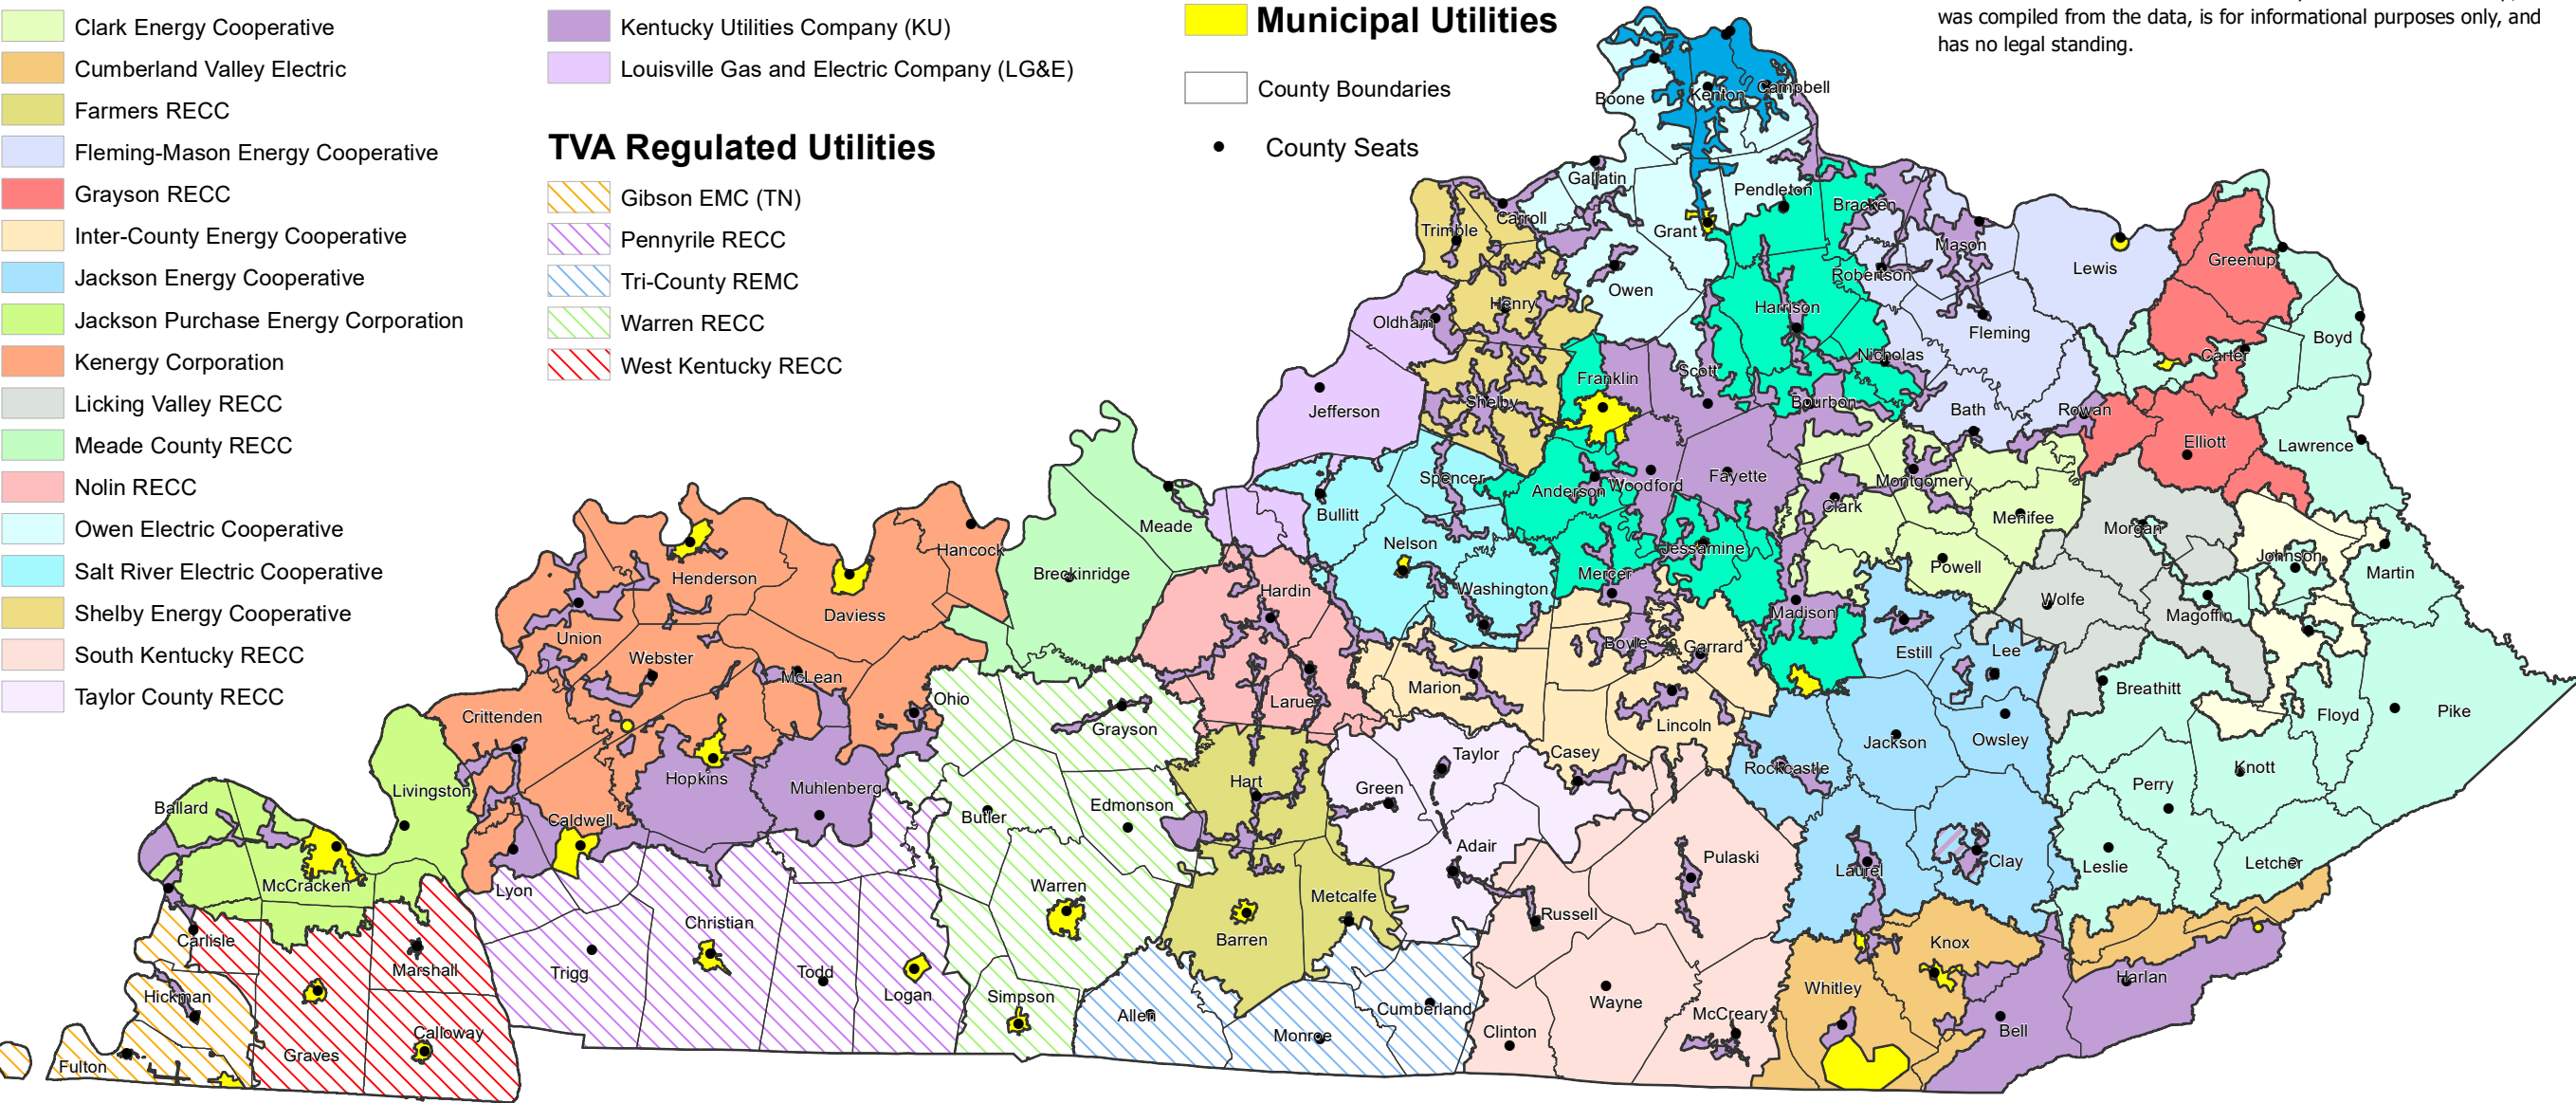 Clark Energy Cooperative
Cumberland Valley Electric
Farmers RECC
Fleming-Mason Energy Cooperative
Grayson RECC
Inter-County Energy Cooperative
Jackson Energy Cooperative
Jackson Purchase Energy Corporation
Kenergy Corporation
Licking Valley RECC
Meade County RECC
Nolin RECC
Owen Electric Cooperative
Salt River Electric Cooperative
Shelby Energy Cooperative
South Kentucky RECC
Taylor County RECC
Kentucky Utilities Company (KU)
Louisville Gas and Electric Company (LG&E)
TVA Regulated Utilities
Gibson EMC (TN)
Pennyrile RECC
Tri-County REMC
Warren RECC
West Kentucky RECC
Municipal Utilities
County Boundaries
County Seats
was compiled from the data, is for informational purposes only, and
has no legal standing.
Boone
Kenton
Campbell
Gallatin
Pendleton
Carroll
Trimble
Grant
Bracken
Mason
Robertson
Lewis
Greenup
Owen
Henry
Harrison
Oldham
Fleming
Boyd
Carter
Nicholas
Scott
Franklin
Jefferson
Shelby
Bourbon
Bath
Rowan
Elliott
Lawrence
Spencer
Anderson
Woodford
Fayette
Montgomery
Clark
Menifee
Morgan
Bullitt
Meade
Nelson
Jessamine
Johnson
Martin
Hancock
Breckinridge
Henderson
Hardin
Washington
Mercer
Powell
Madison
Wolfe
Magoffin
Daviess
Union
Webster
McLean
Boyle
Garrard
Estill
Lee
Marion
Breathitt
Ohio
Larue
Crittenden
Lincoln
Floyd
Pike
Grayson
Casey
Taylor
Jackson
Owsley
Rockcastle
Hopkins
Muhlenberg
Hart
Green
Knott
Perry
Livingston
Ballard
Edmonson
Butler
Caldwell
Adair
Pulaski
Clay
Laurel
Leslie
Letcher
McCracken
Lyon
Warren
Metcalfe
Russell
Christian
Barren
Knox
Carlisle
Marshall
Trigg
Todd
Logan
Simpson
Harlan
Whitley
Wayne
Hickman
Cumberland
Allen
McCreary
Bell
Calloway
Monroe
Clinton
Graves
Fulton